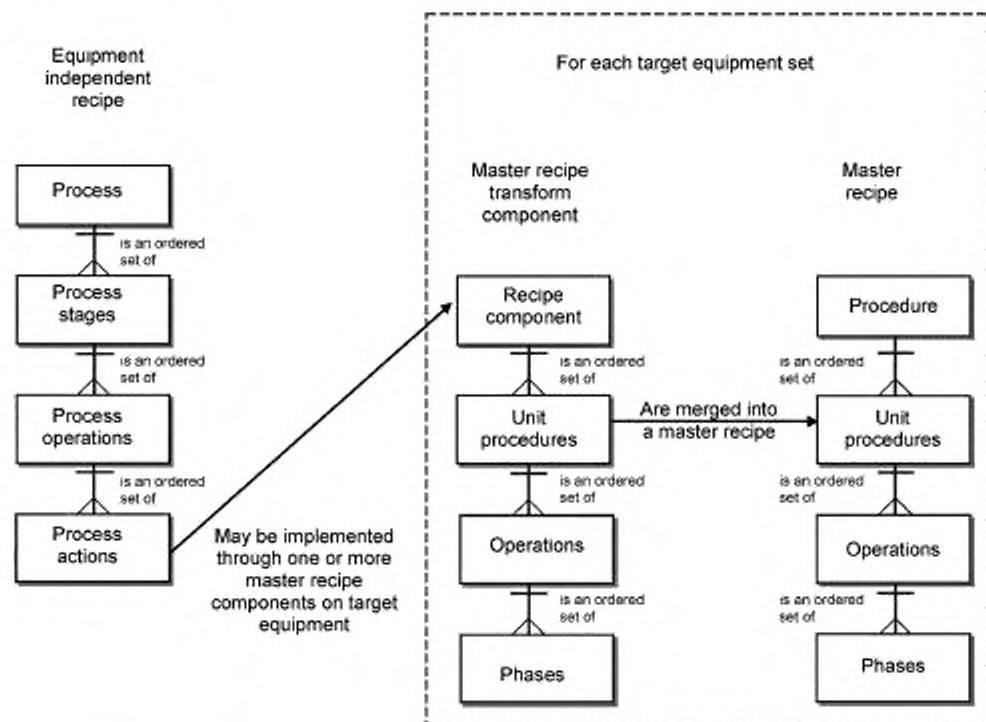 Equipment
independent
recipe
Process
is an ordered
set of
Process
stages
is an ordered
set of
Process
operations
is an ordered
set of
Process
actions
May be implemented
through one or more
master recipe
components on target
equipment
For each target equipment set
Master recipe
transform
component
Recipe
component
is an ordered
set of
Unit
procedures
is an ordered
set of
Operations
is an ordered
set of
Phases
Are merged into
a master recipe
Master
recipe
Procedure
is an ordered
set of
Unit
procedures
is an ordered
set of
Operations
is an ordered
set of
Phases